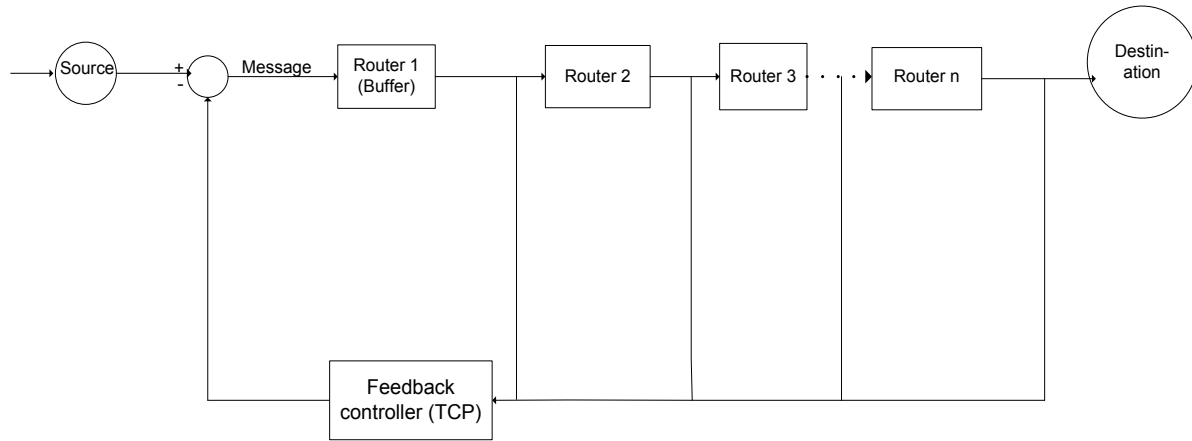 Source
+
-
Message
Router 1
(Buffer)
Router 2
Router 3
. . . .
Router n
Destin-
ation
Feedback
controller (TCP)